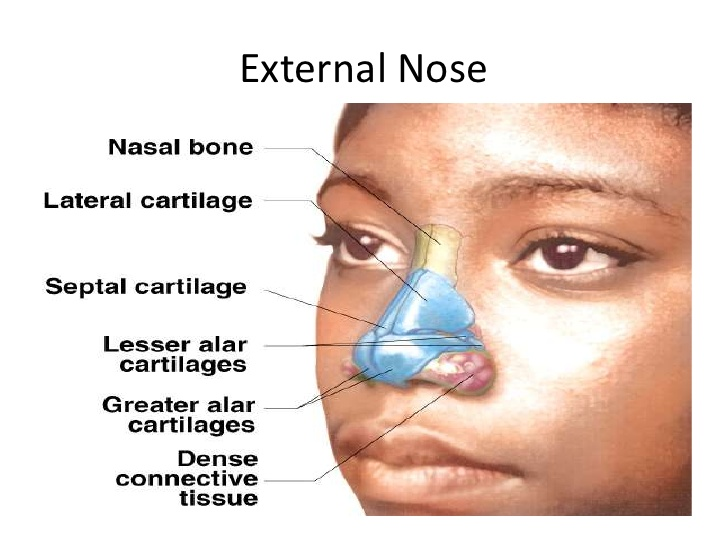 External Nose
Nasal bone
Lateral cartilage
Septal cartilage
Lesser alar
cartilages
Greater alar
cartilages
Dense
connective
tissue